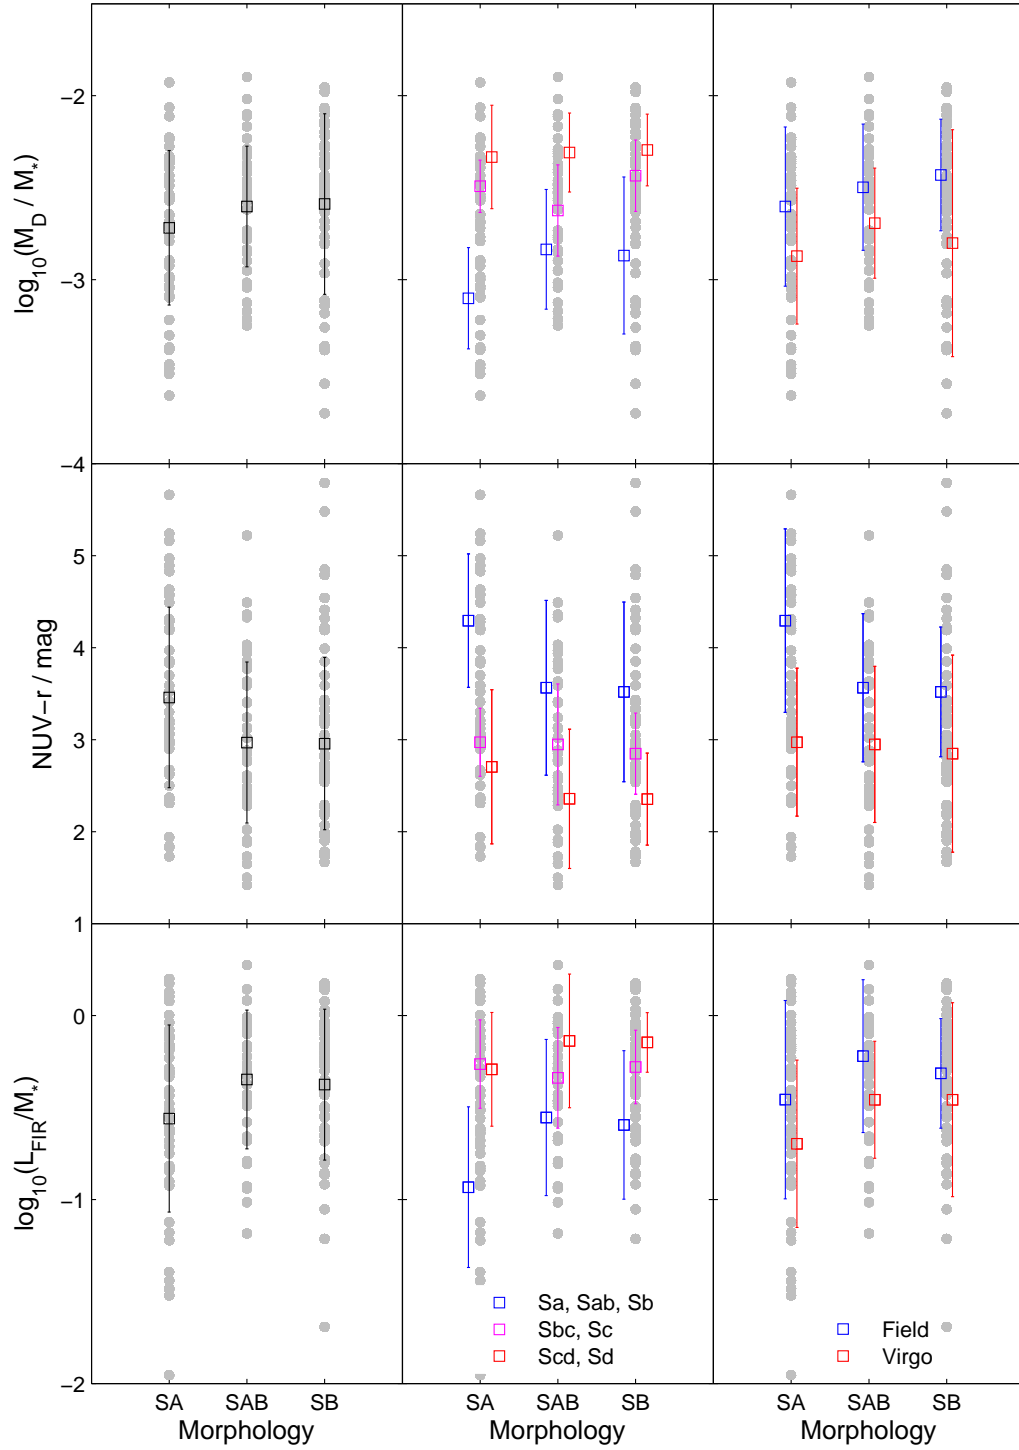 log10(MD / M*)
−2
−3
−4
NUV−r / mag
5
4
3
2
1
log10(LFIR/M*)
0
−1
−2
Sa, Sab, Sb
Sbc, Sc
Scd, Sd
Field
Virgo
SA SAB SB SA SAB SB SA SAB SB
Morphology Morphology Morphology